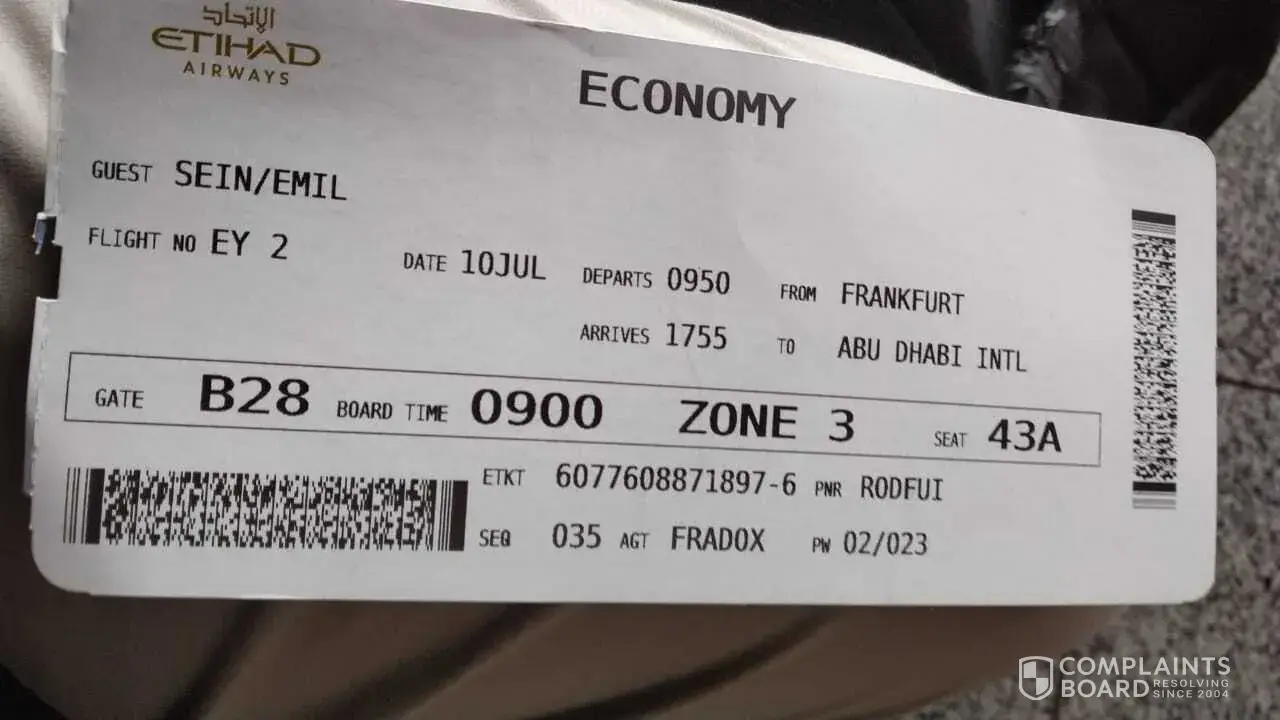 الإتحاد
ETIHAD
AIRWAYS
ECONOMY
GUEST SEIN/EMIL
FLIGHT NO EY 2 DATE 10JUL DEPARTS 0950 FROM FRANKFURT
ARRIVES 1755 TO ABU DHABI INTL
GATE B28 BOARD TIME 0900 ZONE 3 SEAT 43A
ETKT 6077608871897-6 PNR RODFUI
SEQ 035 AGT FRADOX PW 02/023
COMPLAINTS
BOARD RESOLVING
SINCE 2004